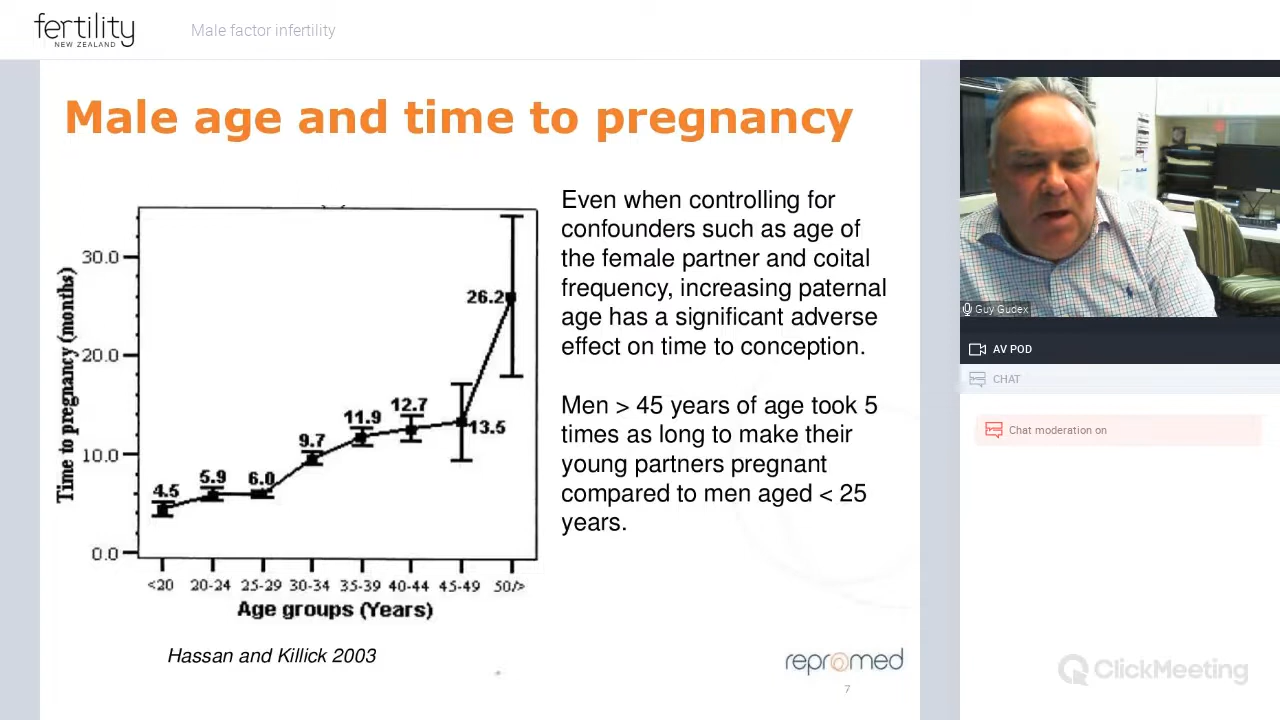 fertility
NEW ZEALAND
Male factor infertility
Male age and time to pregnancy
Time to pregnancy (months)
30.0
20.0
10.0
0.0
4.5
5.9
6.0
9.7
11.9
12.7
13.5
26.2
<20
20-24
25-29
30-34
35-39
40-44
45-49
50/>
Age groups (Years)
Hassan and Killick 2003
Even when controlling for
confounders such as age of
the female partner and coital
frequency, increasing paternal
age has a significant adverse
effect on time to conception.
Men > 45 years of age took 5
times as long to make their
young partners pregnant
compared to men aged < 25
years.
repromed
7
Guy Gudex
AV POD
CHAT
Chat moderation on
ClickMeeting